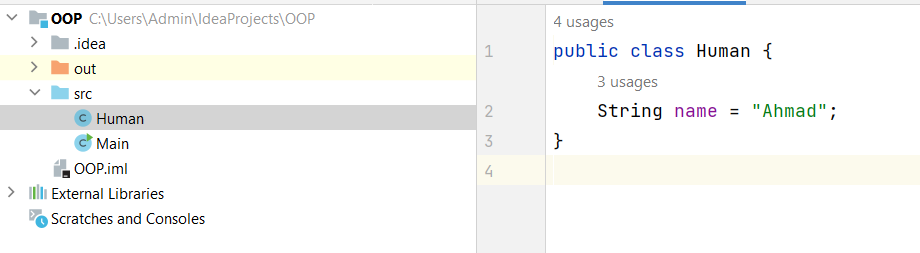 OOP C:\Users\Admin\IdeaProjects\OOP
.idea
out
src
Human
Main
OOP.iml
External Libraries
Scratches and Consoles
4 usages
1 public class Human {
3 usages
2 String name = "Ahmad";
3 }
4